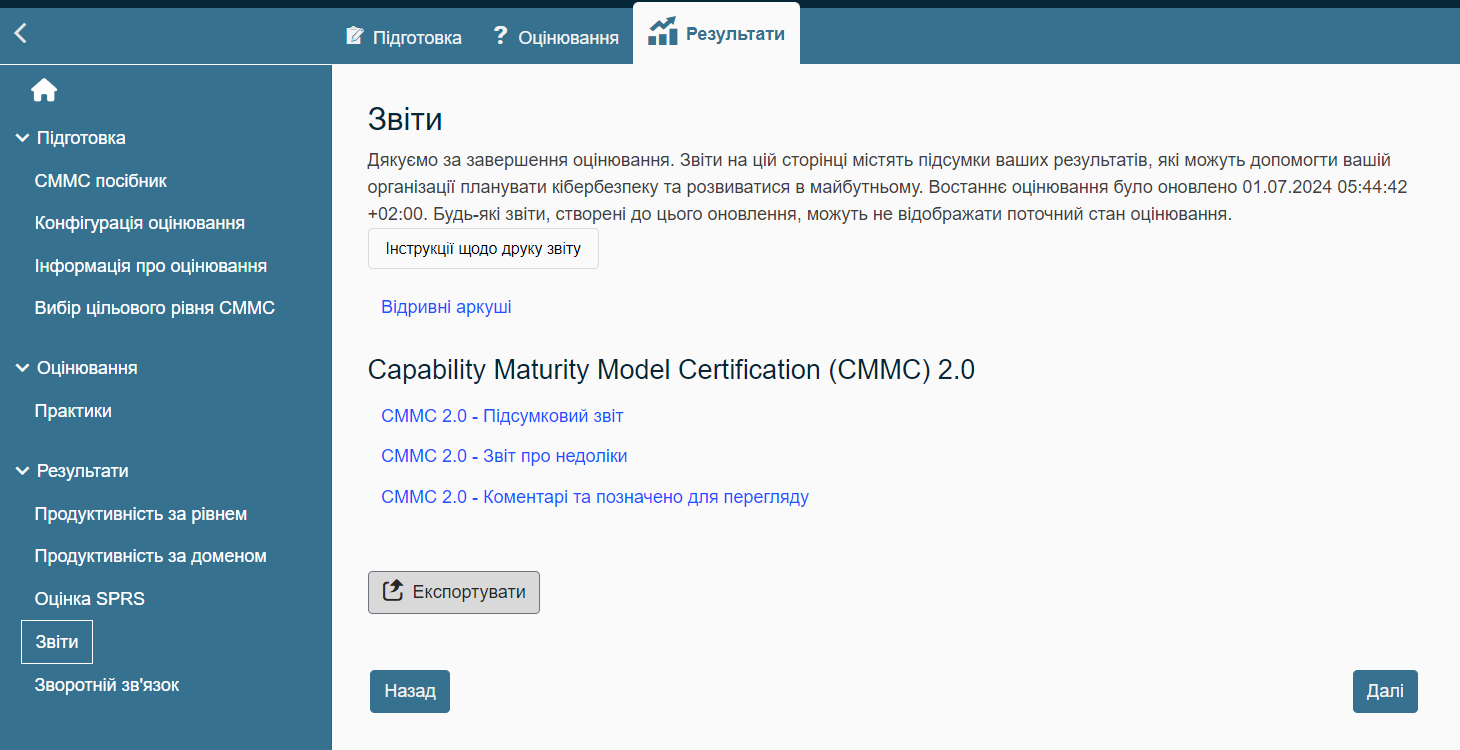 Підготовка
Оцінювання
Результати
Підготовка
CMMC посібник
Конфігурація оцінювання
Інформація про оцінювання
Вибір цільового рівня CMMC
Оцінювання
Практики
Результати
Продуктивність за рівнем
Продуктивність за доменом
Оцінка SPRS
Звіти
Зворотній зв'язок
Звіти
Дякуємо за завершення оцінювання. Звіти на цій сторінці містять підсумки ваших результатів, які можуть допомогти вашій
організації планувати кібербезпеку та розвиватися в майбутньому. Востаннє оцінювання було оновлено 01.07.2024 05:44:42
+02:00. Будь-які звіти, створені до цього оновлення, можуть не відображати поточний стан оцінювання.
Інструкції щодо друку звіту
Відривні аркуші
Capability Maturity Model Certification (CMMC) 2.0
CMMC 2.0 - Підсумковий звіт
CMMC 2.0 - Звіт про недоліки
CMMC 2.0 - Коментарі та позначено для перегляду
Експортувати
Назад
Далі